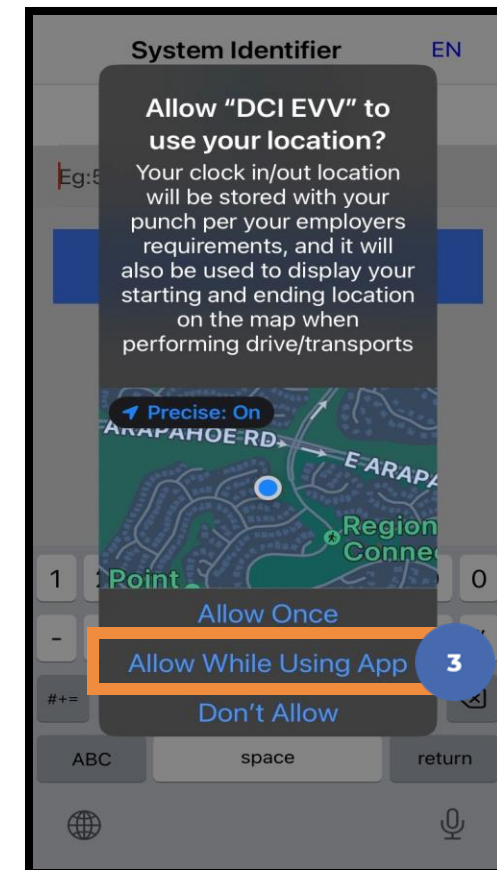 System Identifier EN
Allow “DCI EVV” to
use your location?
Eg:5
Your clock in/out location
will be stored with your
punch per your employers
requirements, and it will
also be used to display your
starting and ending location
on the map when
performing drive/transports
Precise: On
ARAPAHOE RD
E ARAPA
Region
Conne
Point
1 0
-
Allow Once
Allow While Using App 3
#+=
Don’t Allow
ABC space return